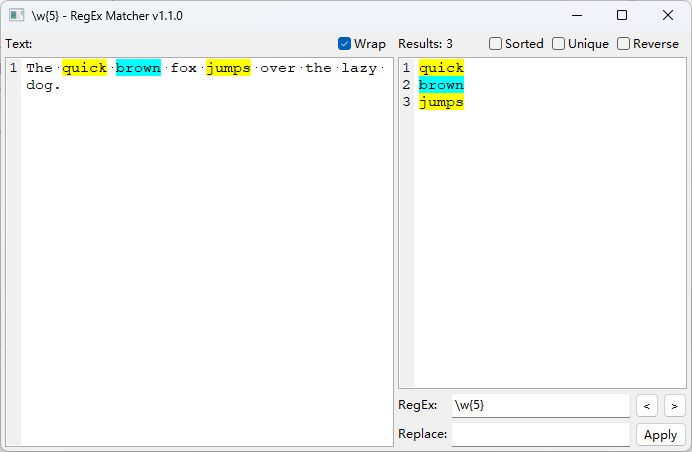 \w{5} - RegEx Matcher v1.1.0
Text:
Wrap
Results: 3
Sorted
Unique
Reverse
1 The·quick·brown·fox·jumps·over·the·lazy·
dog.
1 quick
2 brown
3 jumps
RegEx: \w{5} < >
Replace: Apply